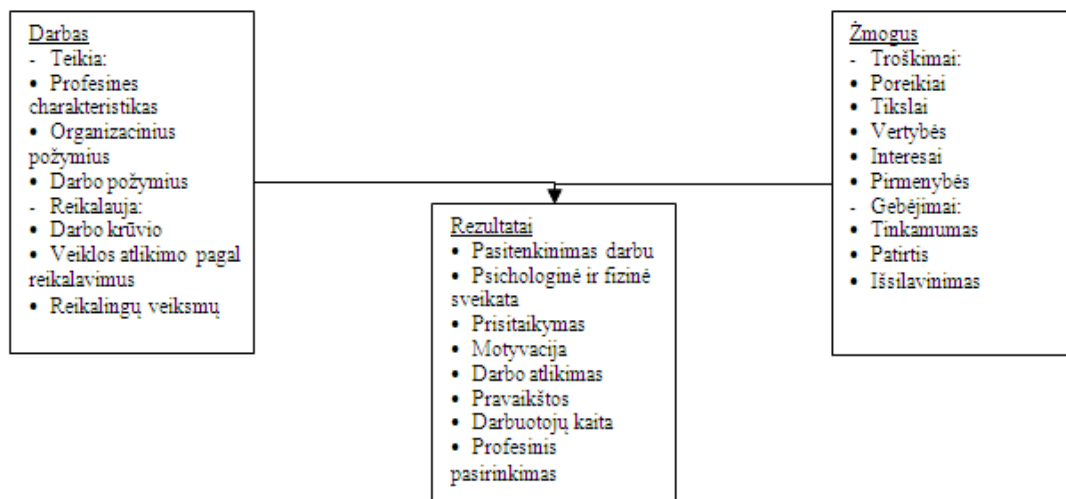 Darbas
- Teikia:
• Profesines
charakteristikas
• Organizacinius
požymius
• Darbo požymius
- Reikalauja:
• Darbo krūvio
• Veiklos atlikimo pagal
reikalavimus
• Reikalingų veiksmų
Žmogus
- Troškimai:
• Poreikiai
• Tikslai
• Vertybės
• Interesai
• Pirmenybės
- Gebėjimai:
• Tinkamumas
• Patirtis
• Išsilavinimas
Rezultatai
• Pasitenkinimas darbu
• Psichologinė ir fizinė
sveikata
• Prisitaikymas
• Motyvacija
• Darbo atlikimas
• Pravaikštos
• Darbuotojų kaita
• Profesinis
pasirinkimas